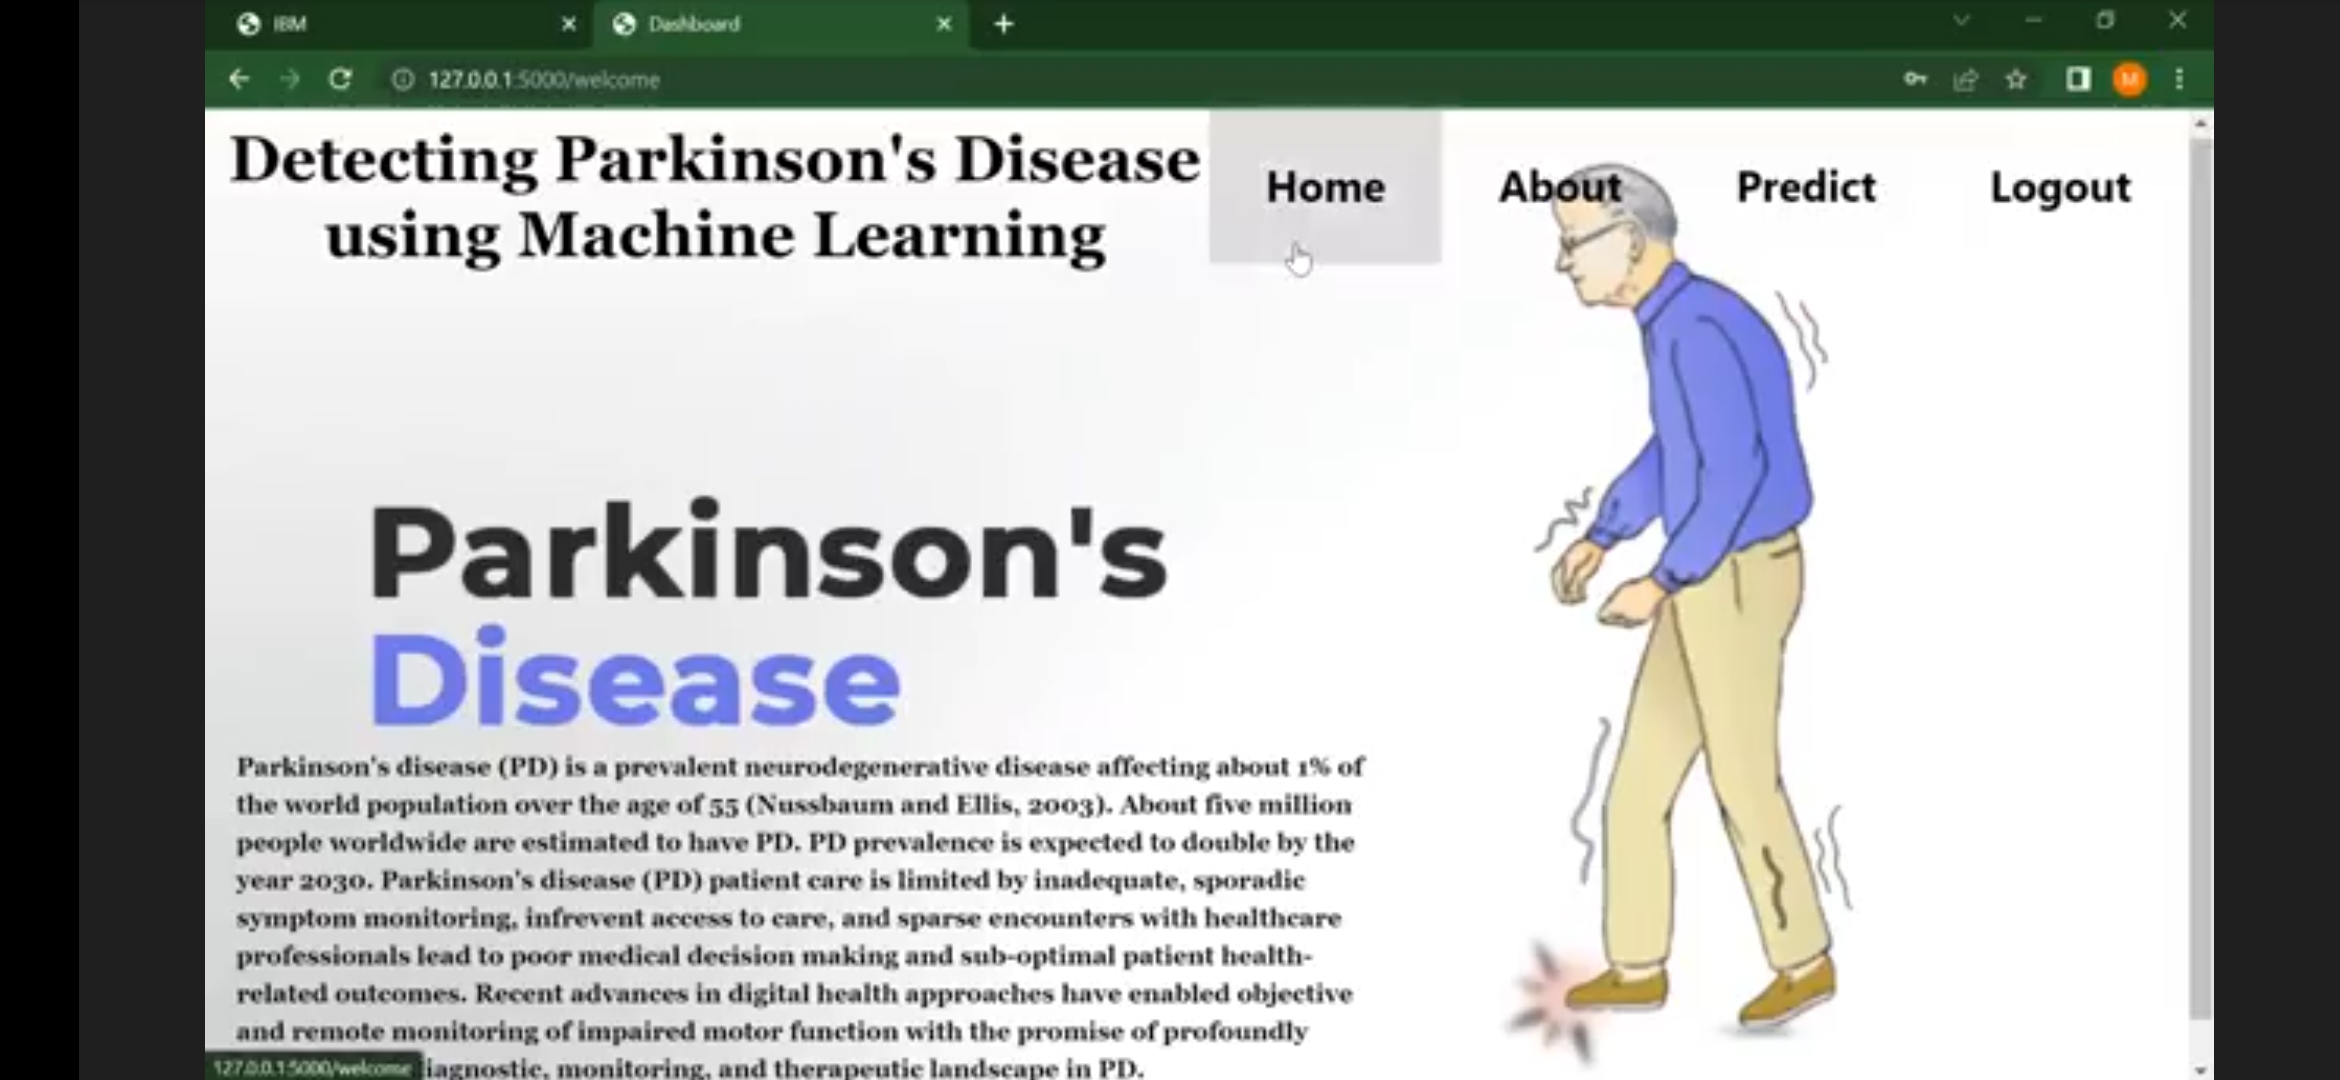 IBM
Dashboard
127.0.0.1:5000/welcome
M
Detecting Parkinson's Disease
using Machine Learning
Home
About
Predict
Logout
Parkinson's
Disease
Parkinson's disease (PD) is a prevalent neurodegenerative disease affecting about 1% of
the world population over the age of 55 (Nussbaum and Ellis, 2003). About five million
people worldwide are estimated to have PD. PD prevalence is expected to double by the
year 2030. Parkinson's disease (PD) patient care is limited by inadequate, sporadic
symptom monitoring, infrevent access to care, and sparse encounters with healthcare
professionals lead to poor medical decision making and sub-optimal patient health-
related outcomes. Recent advances in digital health approaches have enabled objective
and remote monitoring of impaired motor function with the promise of profoundly
iagnostic, monitoring, and therapeutic landscape in PD.
127.0.0.1:5000/welcome